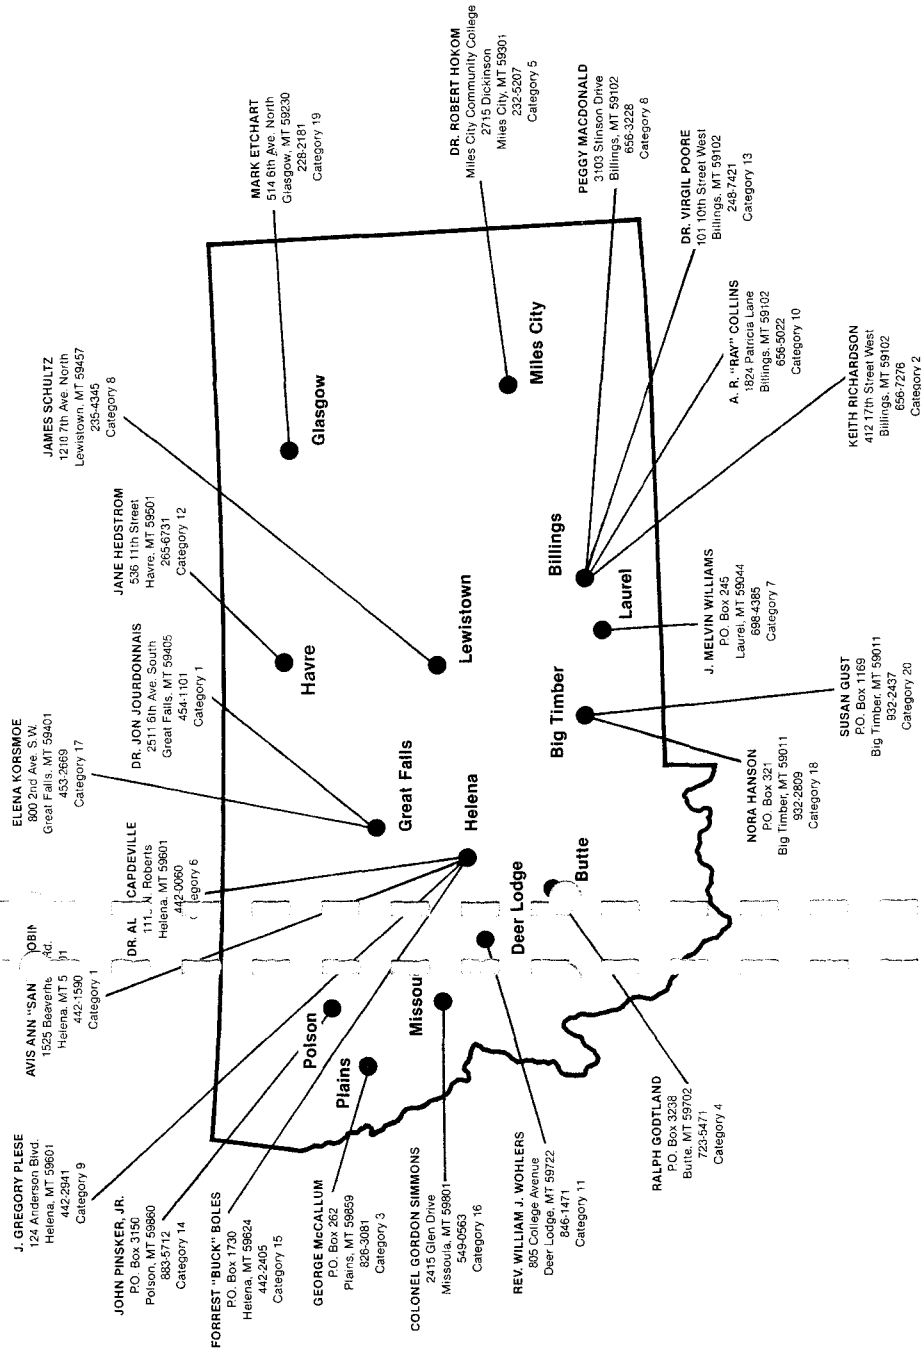 J. GREGORY PLESE
124 Anderson Blvd.
Helena, MT 59601
442-2941
Category 9
AVIS ANN "SAN OBIN
1525 Beaverhe Rd.
Helena, MT 5 01
442-1590
Category 1
ELENA KORSMOE
800 2nd Ave. S.W.
Great Falls, MT 59401
453-2669
Category 17
JAMES SCHULTZ
1210 7th Ave. North
Lewistown, MT 59457
235-4345
Category 8
JOHN PINSKER, JR.
P.O. Box 3150
Polson, MT 59860
883-5712
Category 14
DR. AL CAPDEVILLE
111 N. Roberts
Helena, MT 59601
442-0060
egory 6
DR. JON JOURDONNAIS
2511 6th Ave. South
Great Falls, MT 59405
454-1101
Category 1
JANE HEDSTROM
536 11th Street
Havre, MT 59501
265-6731
Category 12
MARK ETCHART
514 6th Ave. North
Glasgow, MT 59230
228-2181
Category 19
FORREST "BUCK" BOLES
P.O. Box 1730
Helena, MT 59624
442-2405
Category 15
GEORGE McCALLUM
P.O. Box 262
Plains, MT 59859
826-3081
Category 3
COLONEL GORDON SIMMONS
2415 Glen Drive
Missoula, MT 59801
549-0563
Category 16
REV. WILLIAM J. WOHLERS
805 College Avenue
Deer Lodge, MT 59722
846-1471
Category 11
RALPH GODTLAND
P.O. Box 3238
Butte, MT 59702
723-5471
Category 4
Polson
Plains
Missou
Havre
Glasgow
Great Falls
Helena
Lewistown
Deer Lodge
Butte
Big Timber
Billings
Laurel
Miles City
DR. ROBERT HOKOM
Miles City Community College
2715 Dickinson
Miles City, MT 59301
232-5207
Category 5
PEGGY MACDONALD
3103 Stinson Drive
Billings, MT 59102
656-3228
Category 8
DR. VIRGIL POORE
101 10th Street West
Billings, MT 59102
248-7421
Category 13
A. R. "RAY" COLLINS
1824 Patricia Lane
Billings, MT 59102
656-5022
Category 10
KEITH RICHARDSON
412 17th Street West
Billings, MT 59102
656-7276
Category 2
J. MELVIN WILLIAMS
P.O. Box 245
Laurel, MT 59044
698-4385
Category 7
NORA HANSON
P.O. Box 321
Big Timber, MT 59011
932-2809
Category 18
SUSAN GUST
P.O. Box 1169
Big Timber, MT 59011
932-2437
Category 20